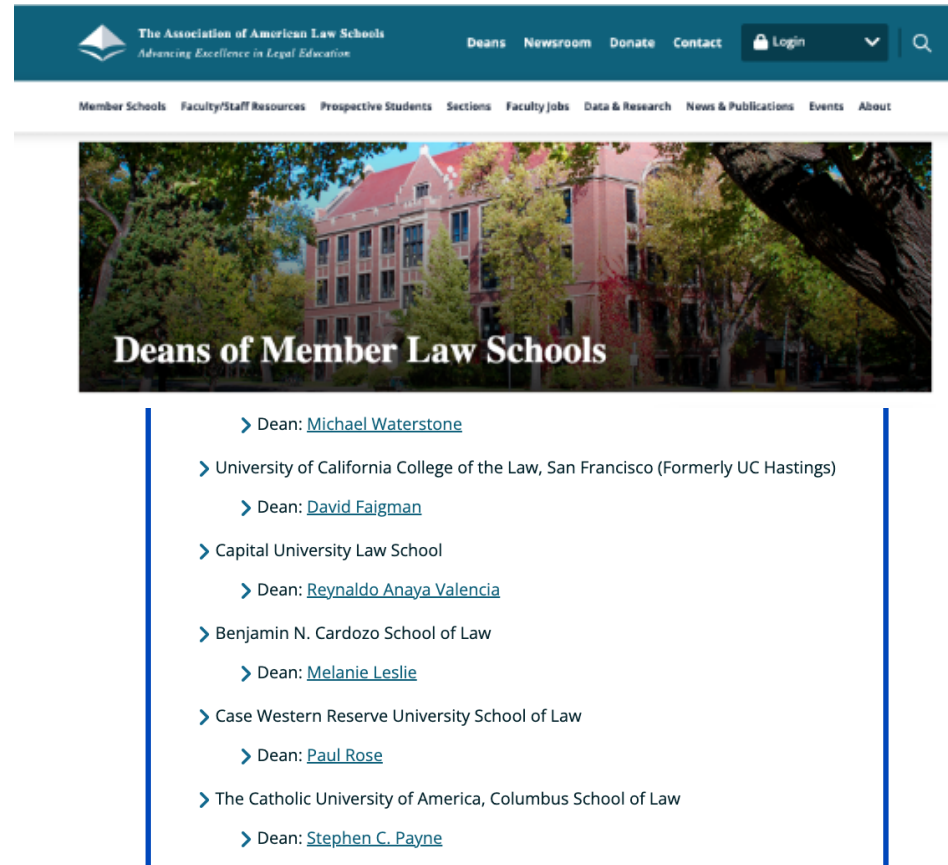 The Association of American Law Schools
Advancing Excellence in Legal Education
Deans Newsroom Donate Contact Login
Member Schools Faculty/Staff Resources Prospective Students Sections Faculty Jobs Data & Research News & Publications Events About
Deans of Member Law Schools
Dean: Michael Waterstone
University of California College of the Law, San Francisco (Formerly UC Hastings)
Dean: David Faigman
Capital University Law School
Dean: Reynaldo Anaya Valencia
Benjamin N. Cardozo School of Law
Dean: Melanie Leslie
Case Western Reserve University School of Law
Dean: Paul Rose
The Catholic University of America, Columbus School of Law
Dean: Stephen C. Payne